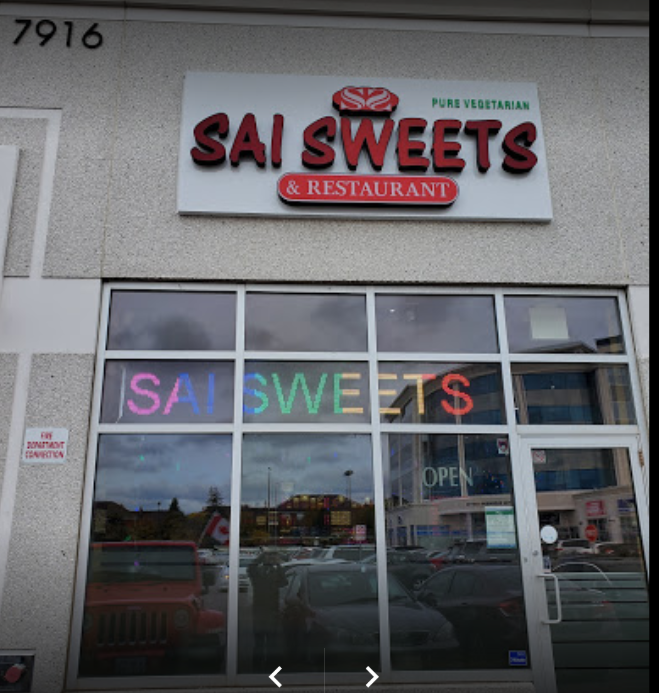 7916
PURE VEGETARIAN
SAI SWEETS
& RESTAURANT
SAI SWEETS
FIRE
DEPARTMENT
CONNECTION
OPEN